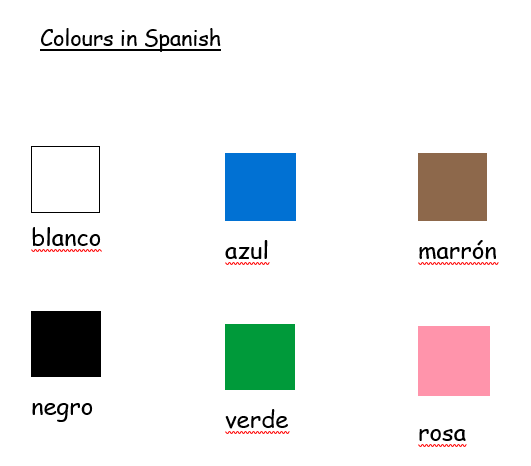 Colours in Spanish
blanco
azul
marrón
negro
verde
rosa